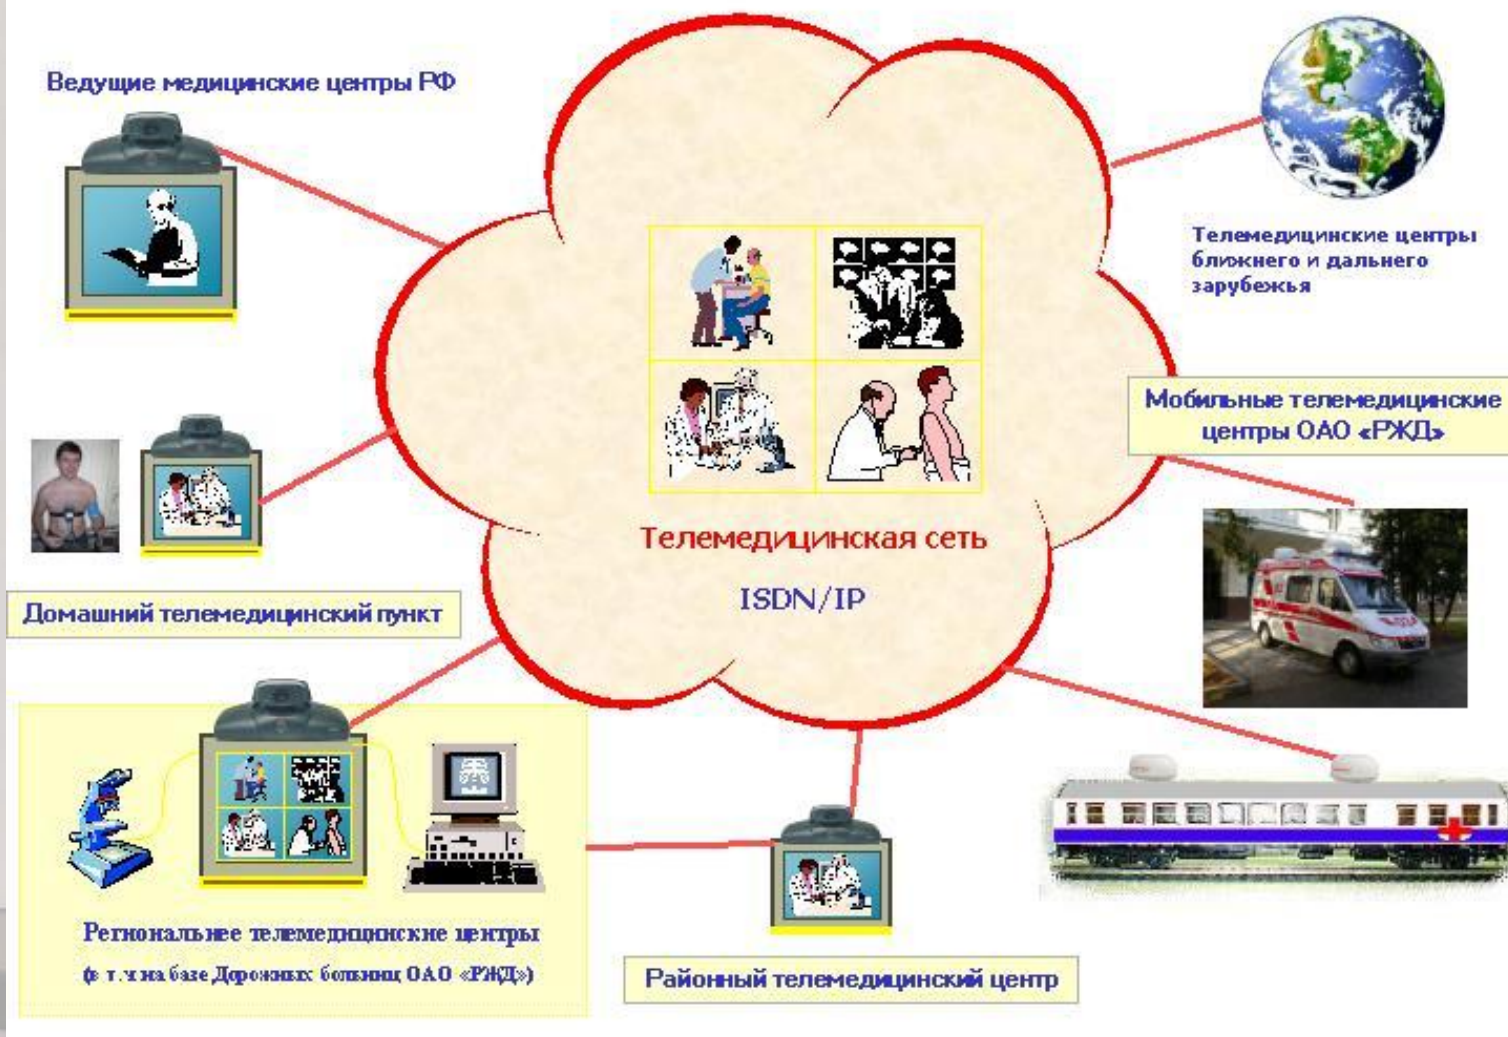 Ведущие медицинские центры РФ
Телемедицинские центры
ближнего и дальнего
зарубежья
Мобильные телемедицинские
центры ОАО «РЖД»
Телемедицинская сеть
ISDN/IP
Домашний телемедицинский пункт
Региональнее телемедицинские центры
(в т.ч на базе Дорожных больниц ОАО «РЖД»)
Районный телемедицинский центр